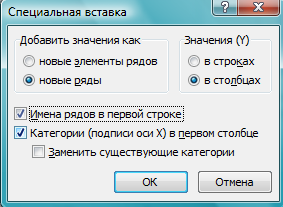 Специальная вставка
Добавить значения как
новые элементы рядов
новые ряды
Значения (Y)
в строках
в столбцах
Имена рядов в первой строке
Категории (подписи оси X) в первом столбце
Заменить существующие категории
ОК
Отмена